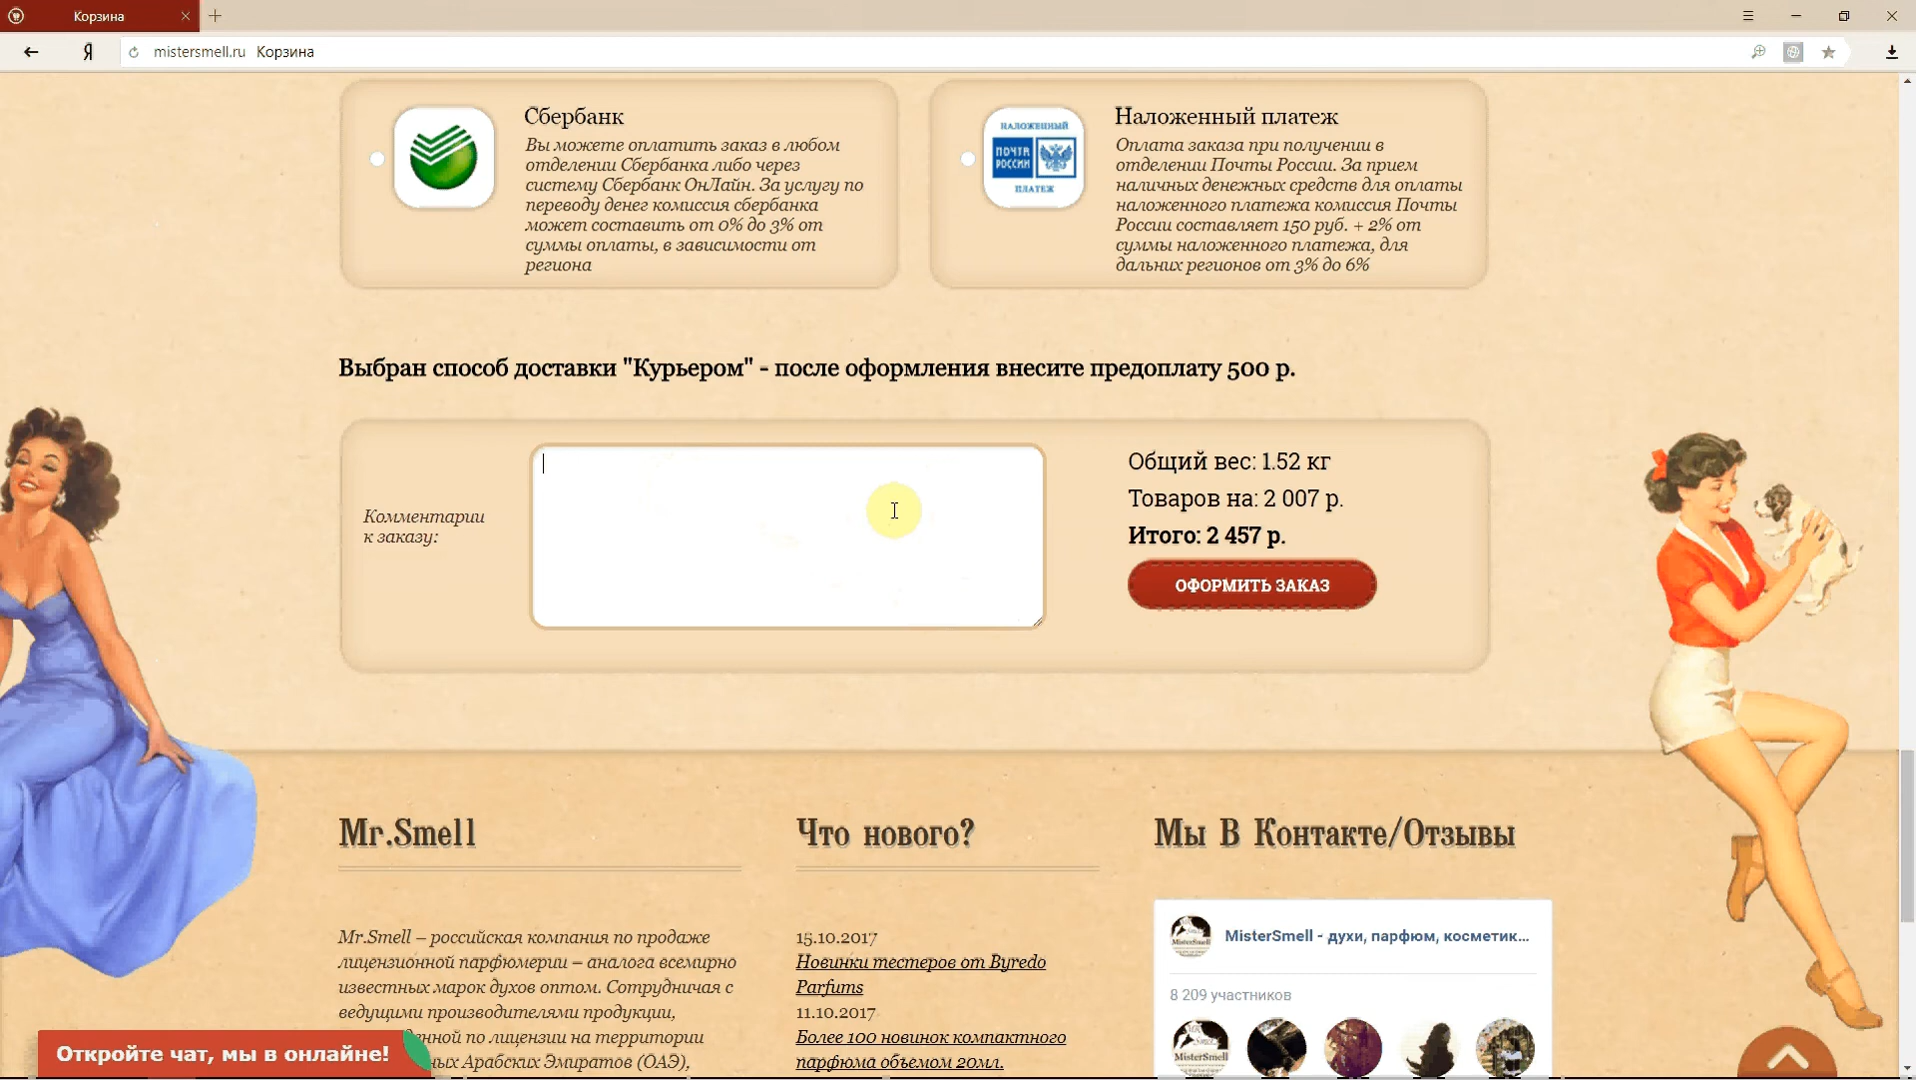 Корзина
Я
mistersmell.ru Корзина
Сбербанк
Вы можете оплатить заказ в любом
отделении Сбербанка либо через
систему Сбербанк ОнЛайн. За услугу по
переводу денег комиссия сбербанка
может составить от 0% до 3% от
суммы оплаты, в зависимости от
региона
НАЛОЖЕННЫЙ
ПОЧТА
РОССИИ
ПЛАТЕЖ
Наложенный платеж
Оплата заказа при получении в
отделении Почты России. За прием
наличных денежных средств для оплаты
наложенного платежа комиссия Почты
России составляет 150 руб. + 2% от
суммы наложенного платежа, для
дальних регионов от 3% до 6%
Выбран способ доставки "Курьером" - после оформления внесите предоплату 500 р.
Комментарии
к заказу:
Общий вес: 1.52 кг
Товаров на: 2 007 р.
Итого: 2 457 р.
ОФОРМИТЬ ЗАКАЗ
Mr.Smell
Mr.Smell – российская компания по продаже
лицензионной парфюмерии – аналога всемирно
известных марок духов оптом. Сотрудничая с
ведущими производителями продукции,
нной по лицензии на территории
ых Арабских Эмиратов (ОАЭ),
Откройте чат, мы в онлайне!
Что нового?
15.10.2017
Новинки тестеров от Byredo
Parfums
11.10.2017
Более 100 новинок компактного
парфюма объемом 20мл.
Мы В Контакте/Отзывы
MisterSmell
MisterSmell - духи, парфюм, косметик...
8 209 участников
MisterSmell